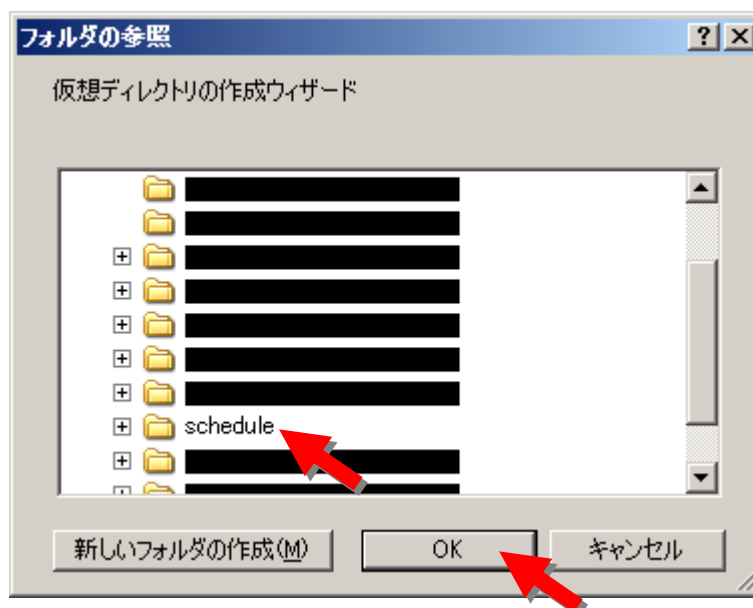 フォルダの参照
仮想ディレクトリの作成ウィザード
schedule
新しいフォルダの作成(M)
OK
キャンセル